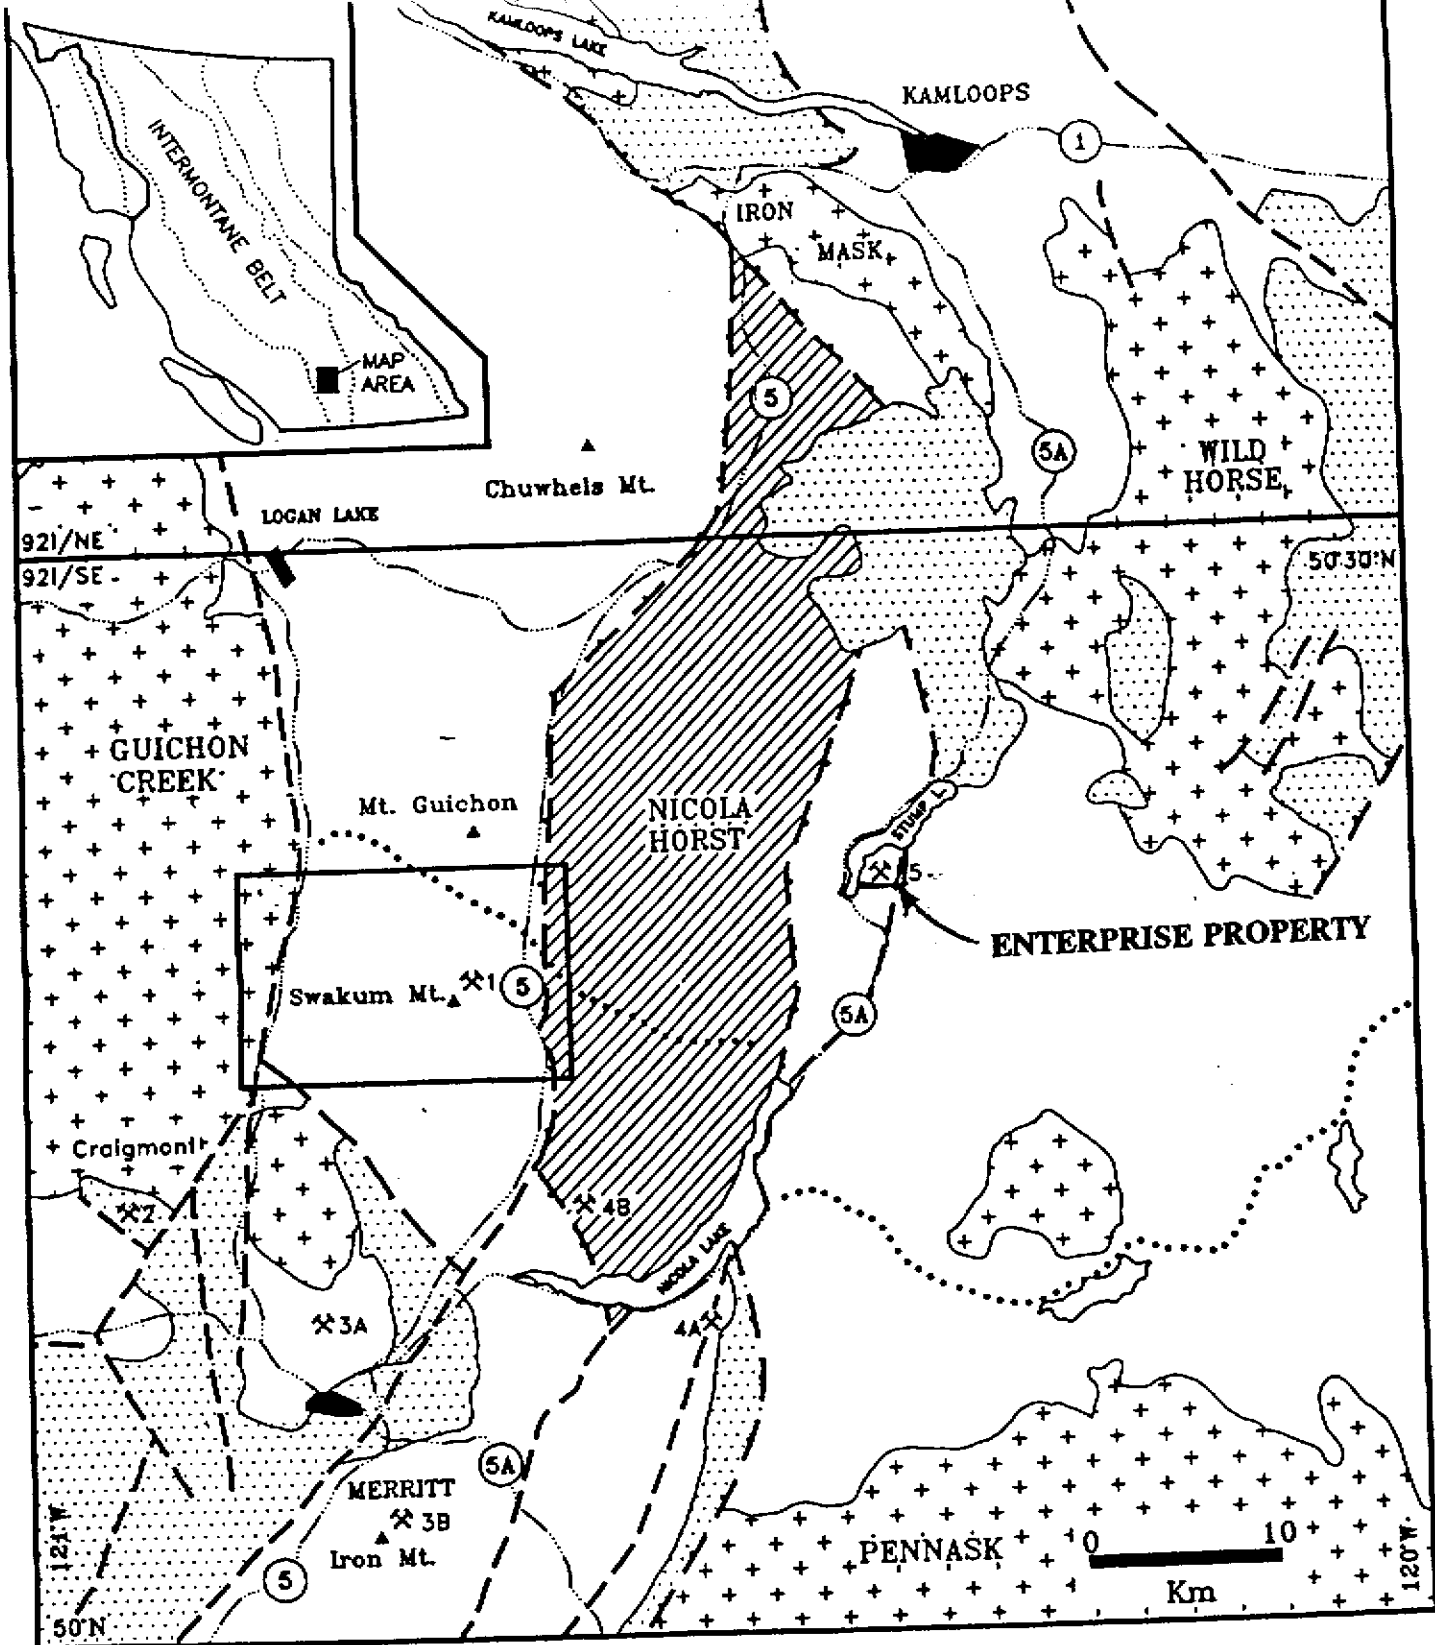 KAMLOOPS LAKE
KAMLOOPS
1
INTERMONTANE BELT
IRON
MASK
MAP
AREA
5
5A
WILD
HORSE
Chuwhels Mt.
LOGAN LAKE
92I/NE
92I/SE
50°30'N
GUICHON
CREEK
Mt. Guichon
NICOLA
HORST
STUMP L.
5
ENTERPRISE PROPERTY
Swakum Mt.
1
5
5A
Craigmont
2
4B
NICOLA LAKE
3A
4A
5A
MERRITT
3B
Iron Mt.
5
PENNASK
0 10
Km
121°W
50°N
120°W